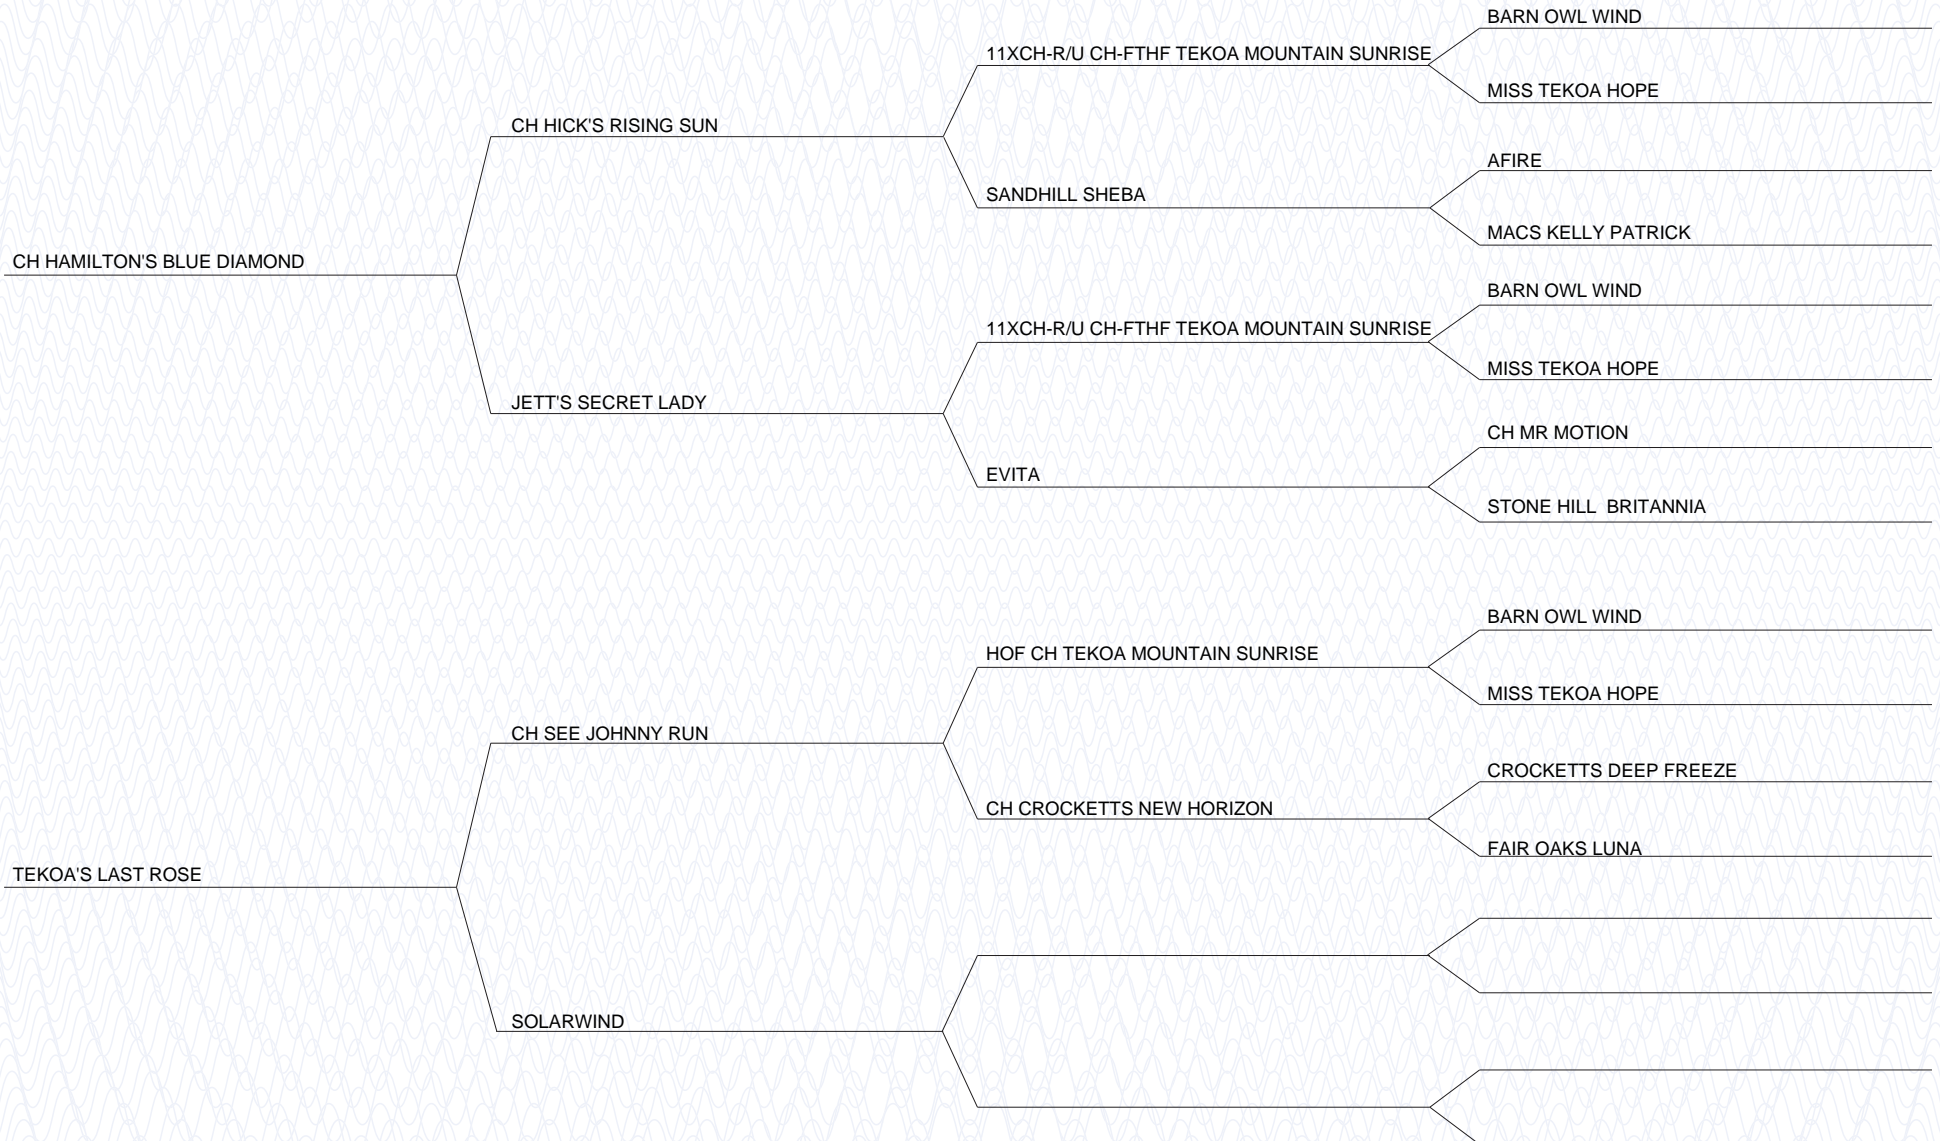 BARN OWL WIND
11XCH-R/U CH-FTHF TEKOA MOUNTAIN SUNRISE
MISS TEKOA HOPE
CH HICK'S RISING SUN
AFIRE
SANDHILL SHEBA
MACS KELLY PATRICK
CH HAMILTON'S BLUE DIAMOND
BARN OWL WIND
11XCH-R/U CH-FTHF TEKOA MOUNTAIN SUNRISE
MISS TEKOA HOPE
JETT'S SECRET LADY
CH MR MOTION
EVITA
STONE HILL  BRITANNIA
BARN OWL WIND
HOF CH TEKOA MOUNTAIN SUNRISE
MISS TEKOA HOPE
CH SEE JOHNNY RUN
CROCKETTS DEEP FREEZE
CH CROCKETTS NEW HORIZON
FAIR OAKS LUNA
TEKOA'S LAST ROSE
SOLARWIND